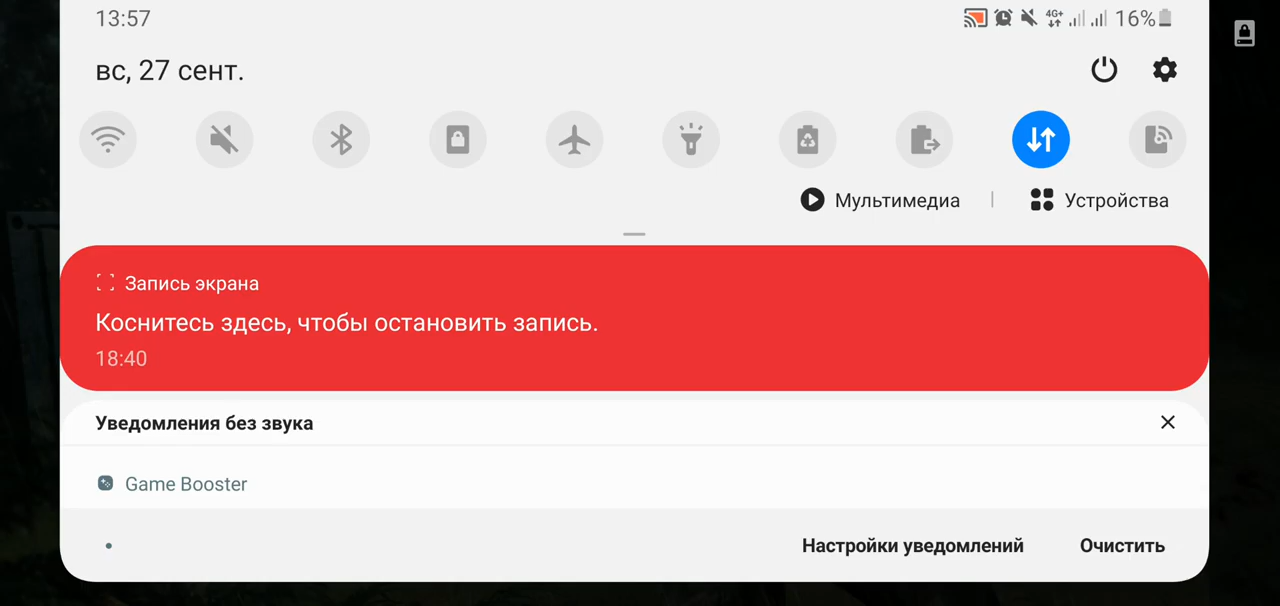 13:57
4G+ 16%
вс, 27 сент.
Мультимедиа | Устройства
Запись экрана
Коснитесь здесь, чтобы остановить запись.
18:40
Уведомления без звука
Game Booster
Настройки уведомлений Очистить